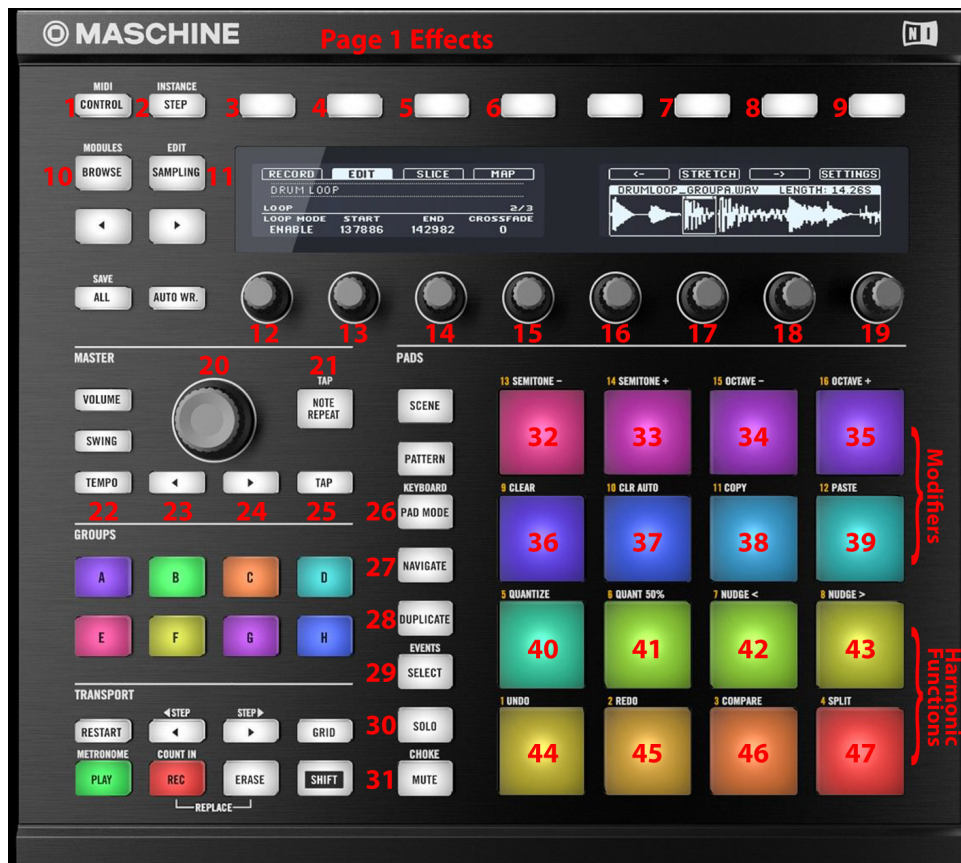 MASCHINE
Page 1 Effects
NI
MIDI INSTANCE
1 CONTROL 2 STEP 3 4 5 6 7 8 9
MODULES EDIT
10 BROWSE SAMPLING 11
RECORD EDIT SLICE MAP
DRUM LOOP
LOOP 2/3
LOOP MODE START END CROSSFADE
ENABLE 137886 142982 0
<- STRETCH -> SETTINGS
DRUMLOOP_GROUPA.WAV LENGTH: 14.26S
SAVE
ALL AUTO WR.
12 13 14 15 16 17 18 19
MASTER
20 21
TAP
VOLUME
NOTE
REPEAT
SWING
TEMPO TAP
22 23 24 25
GROUPS
A B C D
E F G H
TRANSPORT
◀STEP STEP▶
RESTART GRID
METRONOME COUNT IN
PLAY REC ERASE SHIFT
REPLACE
PADS
SCENE
PATTERN
KEYBOARD
26 PAD MODE
27 NAVIGATE
28 DUPLICATE
EVENTS
29 SELECT
30 SOLO
CHOKE
31 MUTE
13 SEMITONE – 14 SEMITONE + 15 OCTAVE – 16 OCTAVE +
32 33 34 35
9 CLEAR 10 CLR AUTO 11 COPY 12 PASTE
36 37 38 39
Modifiers
5 QUANTIZE 6 QUANT 50% 7 NUDGE < 8 NUDGE >
40 41 42 43
1 UNDO 2 REDO 3 COMPARE 4 SPLIT
44 45 46 47
Harmonic
Functions